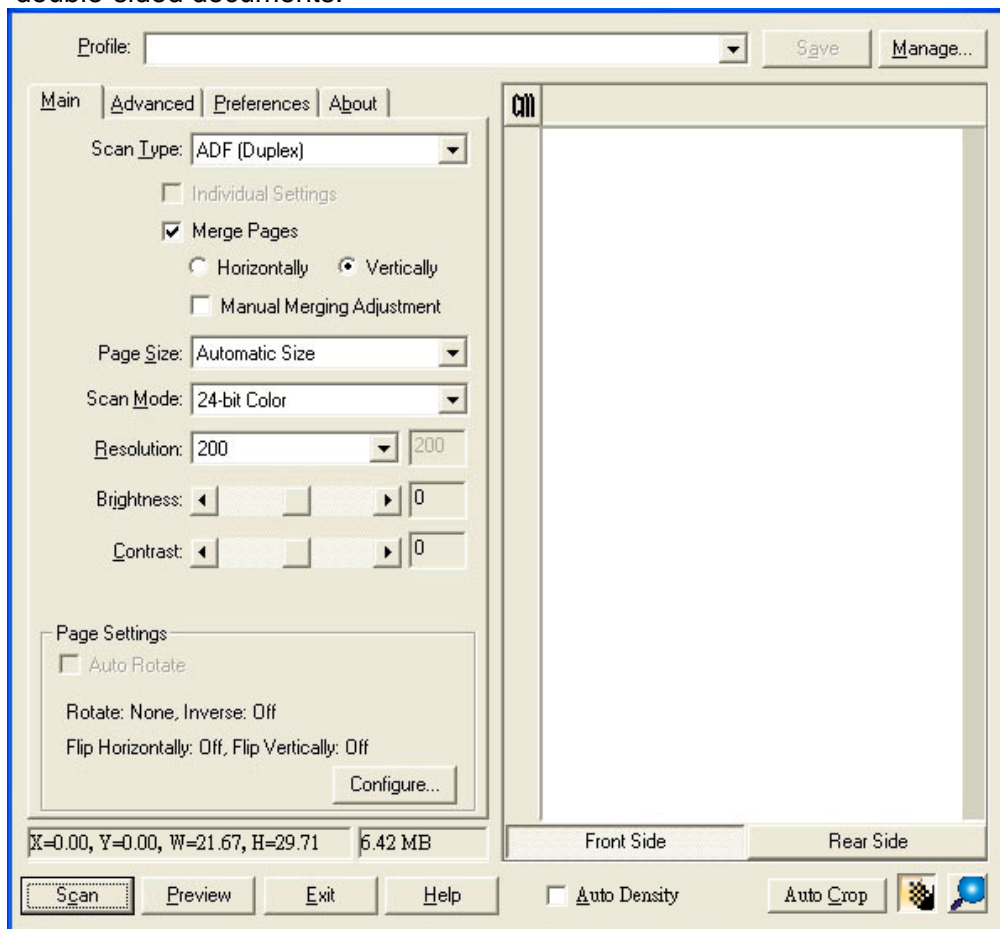 double-sided documents.
Profile: Save Manage...
Main Advanced Preferences About
Scan Type: ADF (Duplex)
Individual Settings
Merge Pages
Horizontally Vertically
Manual Merging Adjustment
Page Size: Automatic Size
Scan Mode: 24-bit Color
Resolution: 200 200
Brightness: 0
Contrast: 0
Page Settings
Auto Rotate
Rotate: None, Inverse: Off
Flip Horizontally: Off, Flip Vertically: Off
Configure...
cm
X=0.00, Y=0.00, W=21.67, H=29.71 6.42 MB
Front Side Rear Side
Scan Preview Exit Help Auto Density Auto Crop